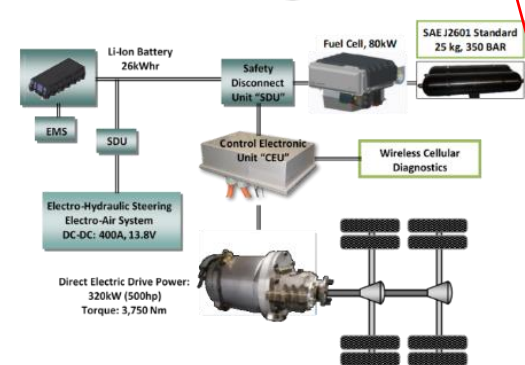 SAE J2601 Standard
25 kg, 350 BAR
Fuel Cell, 80kW
Li-Ion Battery
26kWhr
Safety
Disconnect
Unit "SDU"
EMS
SDU
Control Electronic
Unit "CEU"
Wireless Cellular
Diagnostics
Electro-Hydraulic Steering
Electro-Air System
DC-DC: 400A, 13.8V
Direct Electric Drive Power:
320kW (500hp)
Torque: 3,750 Nm